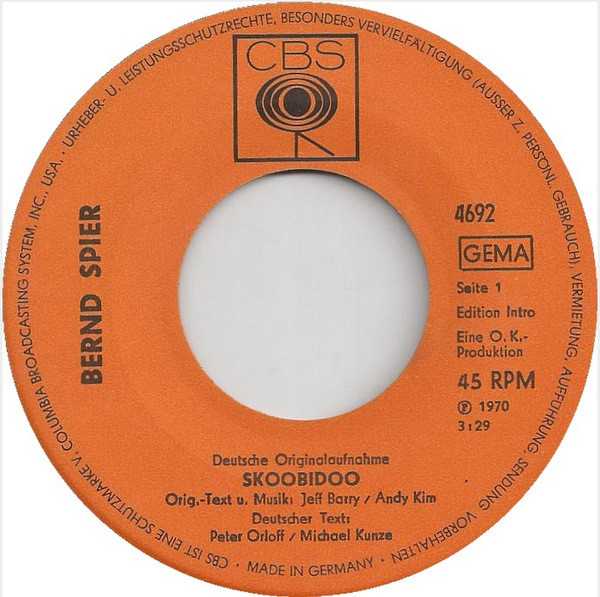 URHEBER- U. LEISTUNGSSCHUTZRECHTE, BESONDERS VERVIELFÄLTIGUNG (AUSSER Z. PERSÖNL. GEBRAUCH), VERMIETUNG, AUFFÜHRUNG, SENDUNG VORBEHALTEN
CBS
BERND SPIER
4692
GEMA
Seite 1
Edition Intro
Eine O. K.-
Produktion
45 RPM
℗ 1970
3:29
Deutsche Originalaufnahme
SKOOBIDOO
Orig.-Text u. Musik: Jeff Barry / Andy Kim
Deutscher Text:
Peter Orloff / Michael Kunze
CBS IST EINE SCHUTZMARKE V. COLUMBIA BROADCASTING SYSTEM, INC., USA. ·
· MADE IN GERMANY ·